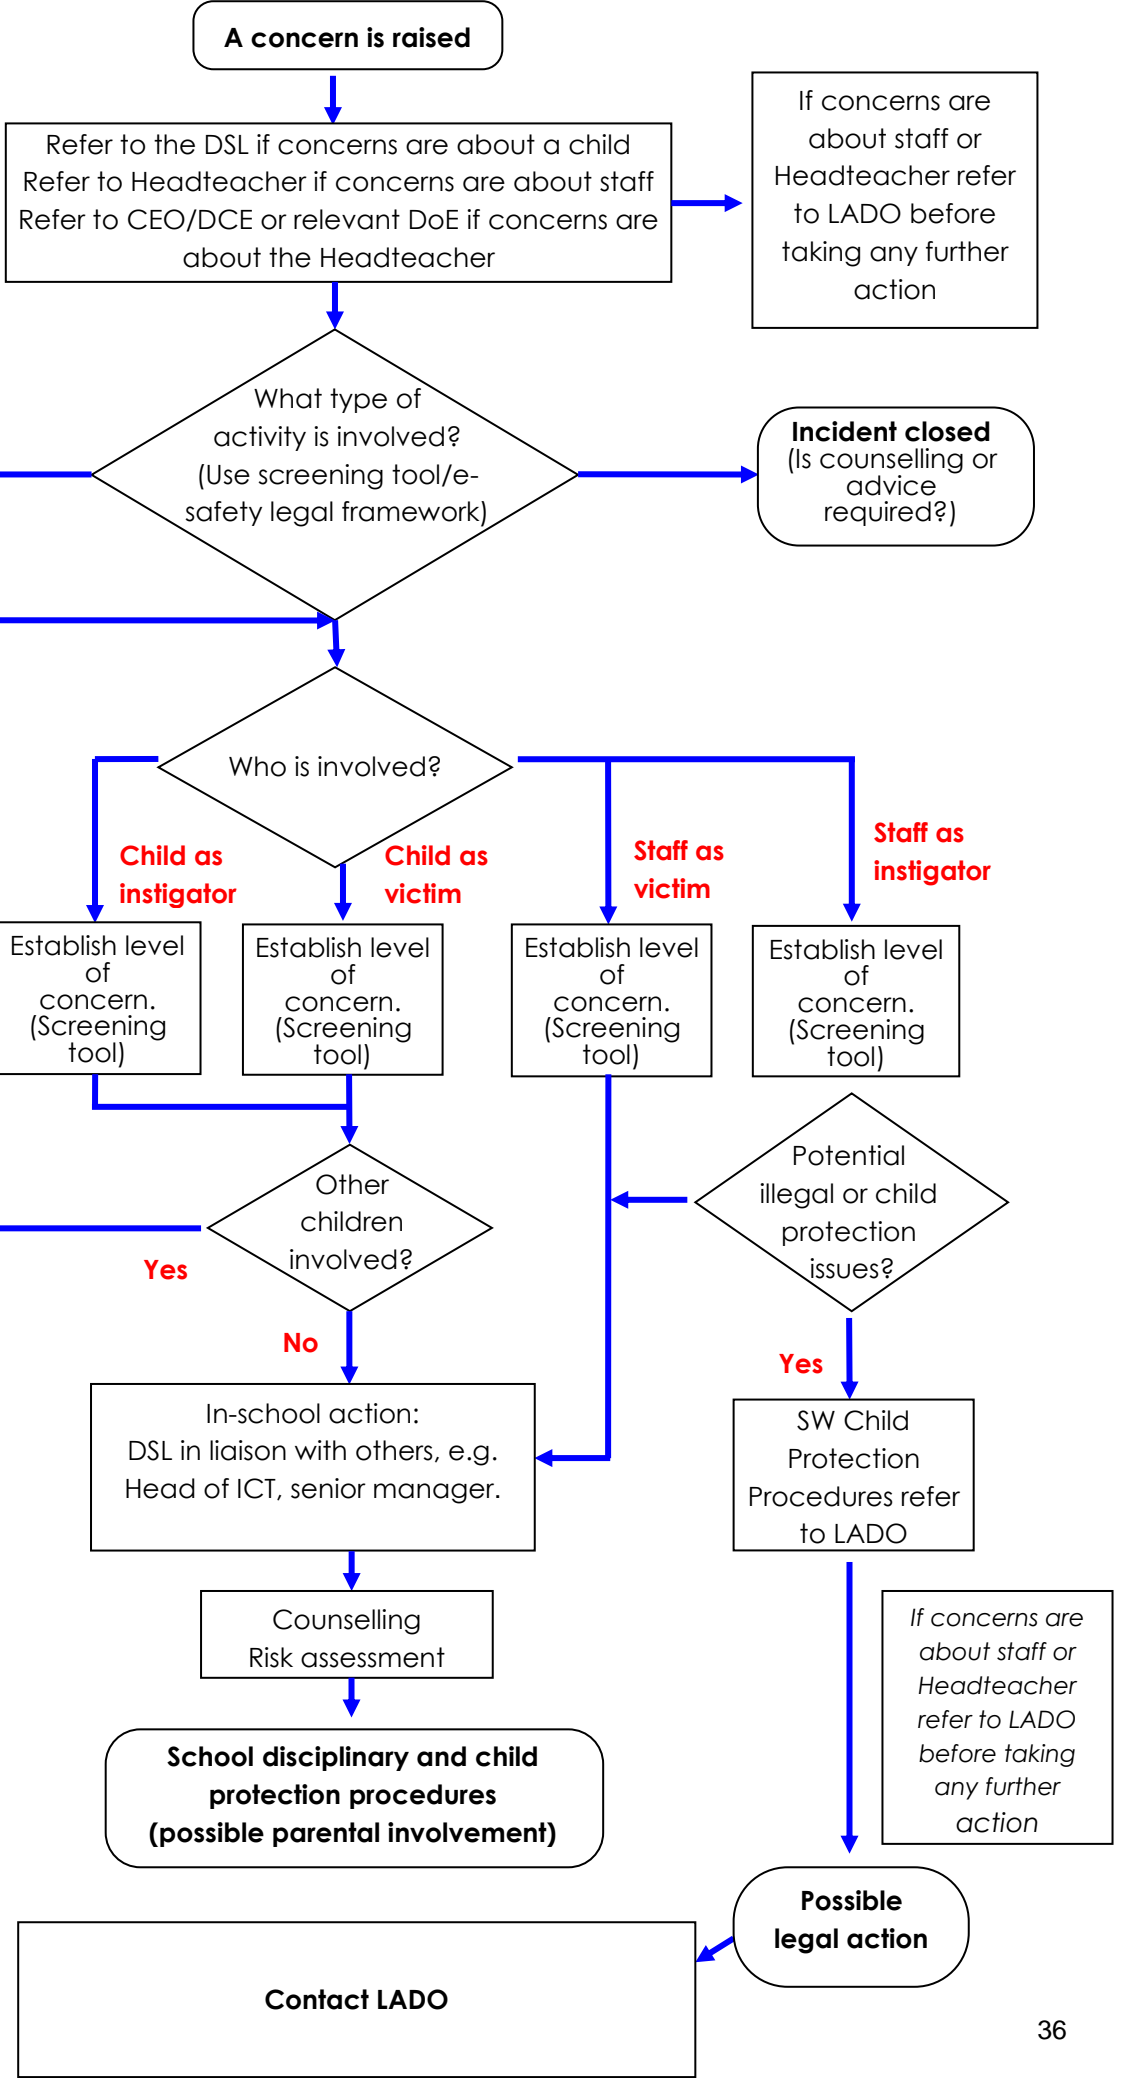 A concern is raised
Refer to the DSL if concerns are about a child
Refer to Headteacher if concerns are about staff
Refer to CEO/DCE or relevant DoE if concerns are
about the Headteacher
If concerns are
about staff or
Headteacher refer
to LADO before
taking any further
action
What type of
activity is involved?
(Use screening tool/e-
safety legal framework)
Incident closed
(Is counselling or
advice
required?)
Who is involved?
Child as
instigator
Child as
victim
Staff as
victim
Staff as
instigator
Establish level
of
concern.
(Screening
tool)
Establish level
of
concern.
(Screening
tool)
Establish level
of
concern.
(Screening
tool)
Establish level
of
concern.
(Screening
tool)
Other
children
involved?
Potential
illegal or child
protection
issues?
Yes
No
Yes
In-school action:
DSL in liaison with others, e.g.
Head of ICT, senior manager.
SW Child
Protection
Procedures refer
to LADO
Counselling
Risk assessment
If concerns are
about staff or
Headteacher
refer to LADO
before taking
any further
action
School disciplinary and child
protection procedures
(possible parental involvement)
Possible
legal action
Contact LADO
36